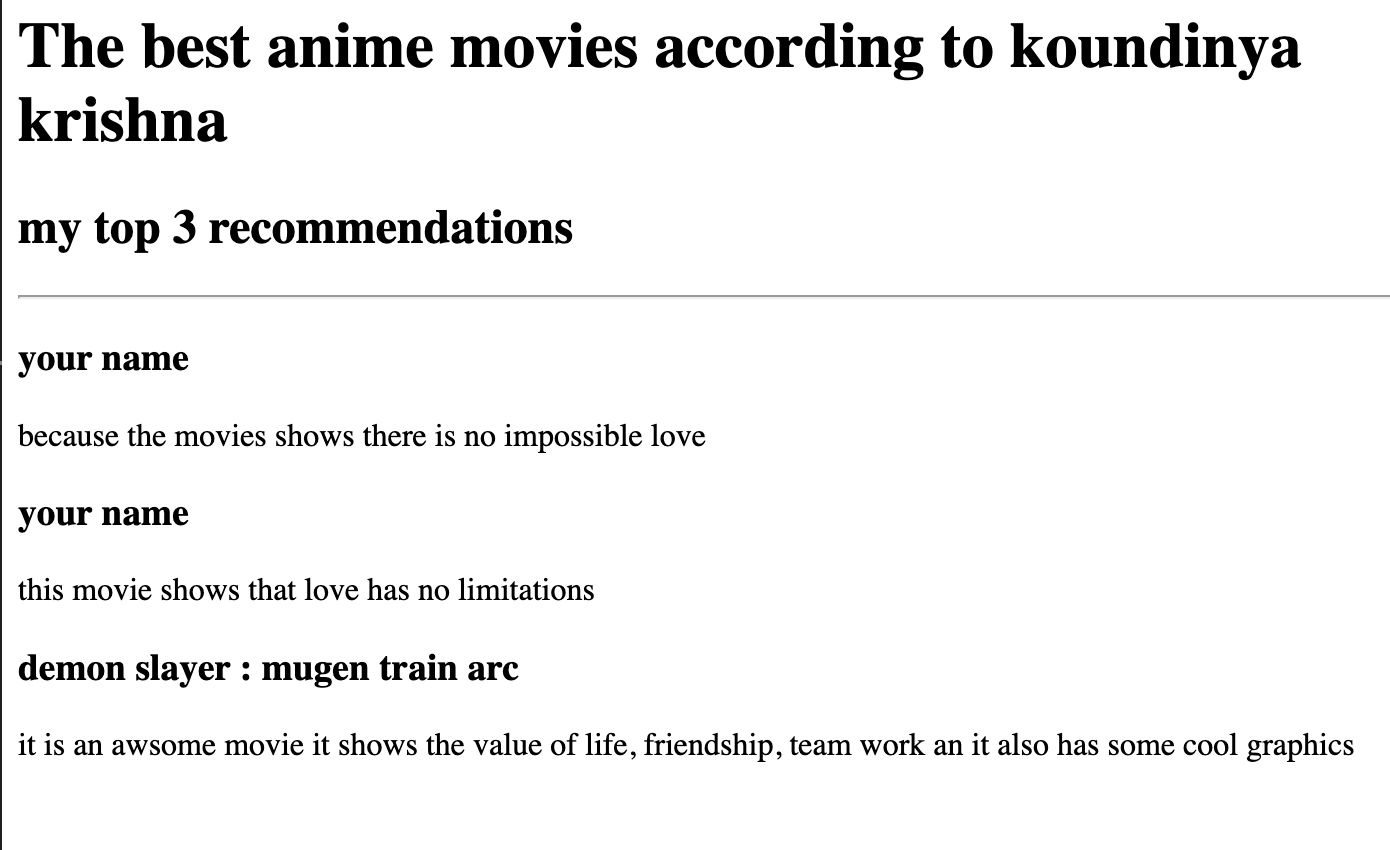 The best anime movies according to koundinya
krishna
my top 3 recommendations
your name
because the movies shows there is no impossible love
your name
this movie shows that love has no limitations
demon slayer : mugen train arc
it is an awsome movie it shows the value of life, friendship, team work an it also has some cool graphics